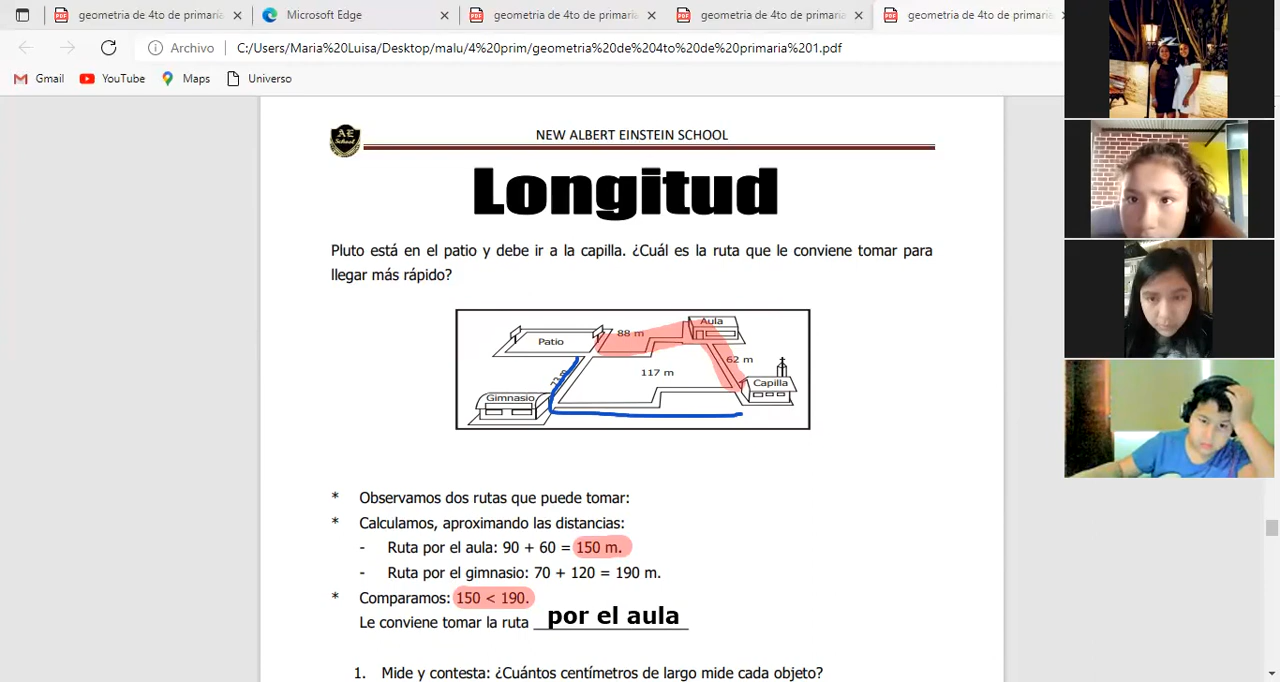 geometria de 4to de primaria
Microsoft Edge
geometria de 4to de primaria
geometria de 4to de primaria
geometria de 4to de primaria
Archivo
C:/Users/Maria%20Luisa/Desktop/malu/4%20prim/geometria%20de%204to%20de%20primaria%201.pdf
Gmail
YouTube
Maps
Universo
AE
School
NEW ALBERT EINSTEIN SCHOOL
Longitud
Pluto está en el patio y debe ir a la capilla. ¿Cuál es la ruta que le conviene tomar para
llegar más rápido?
Aula
88 m
Patio
62 m
117 m
Capilla
Gimnasio
* Observamos dos rutas que puede tomar:
* Calculamos, aproximando las distancias:
- Ruta por el aula: 90 + 60 = 150 m.
- Ruta por el gimnasio: 70 + 120 = 190 m.
* Comparamos: 150 < 190.
Le conviene tomar la ruta por el aula
1. Mide y contesta: ¿Cuántos centímetros de largo mide cada objeto?